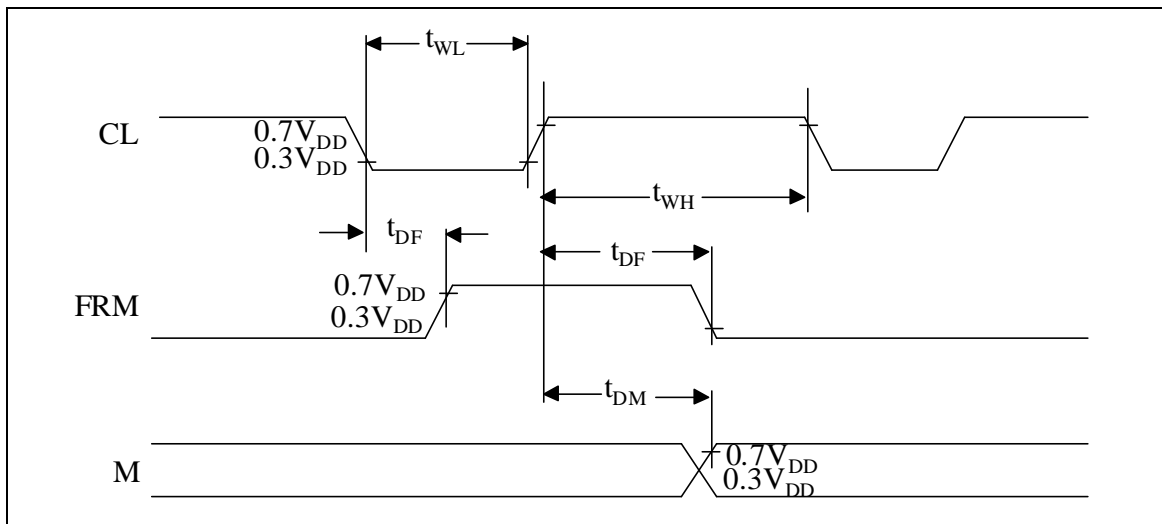 t_WL
CL
0.7V_DD
0.3V_DD
t_WH
t_DF
t_DF
FRM
0.7V_DD
0.3V_DD
t_DM
M
0.7V_DD
0.3V_DD